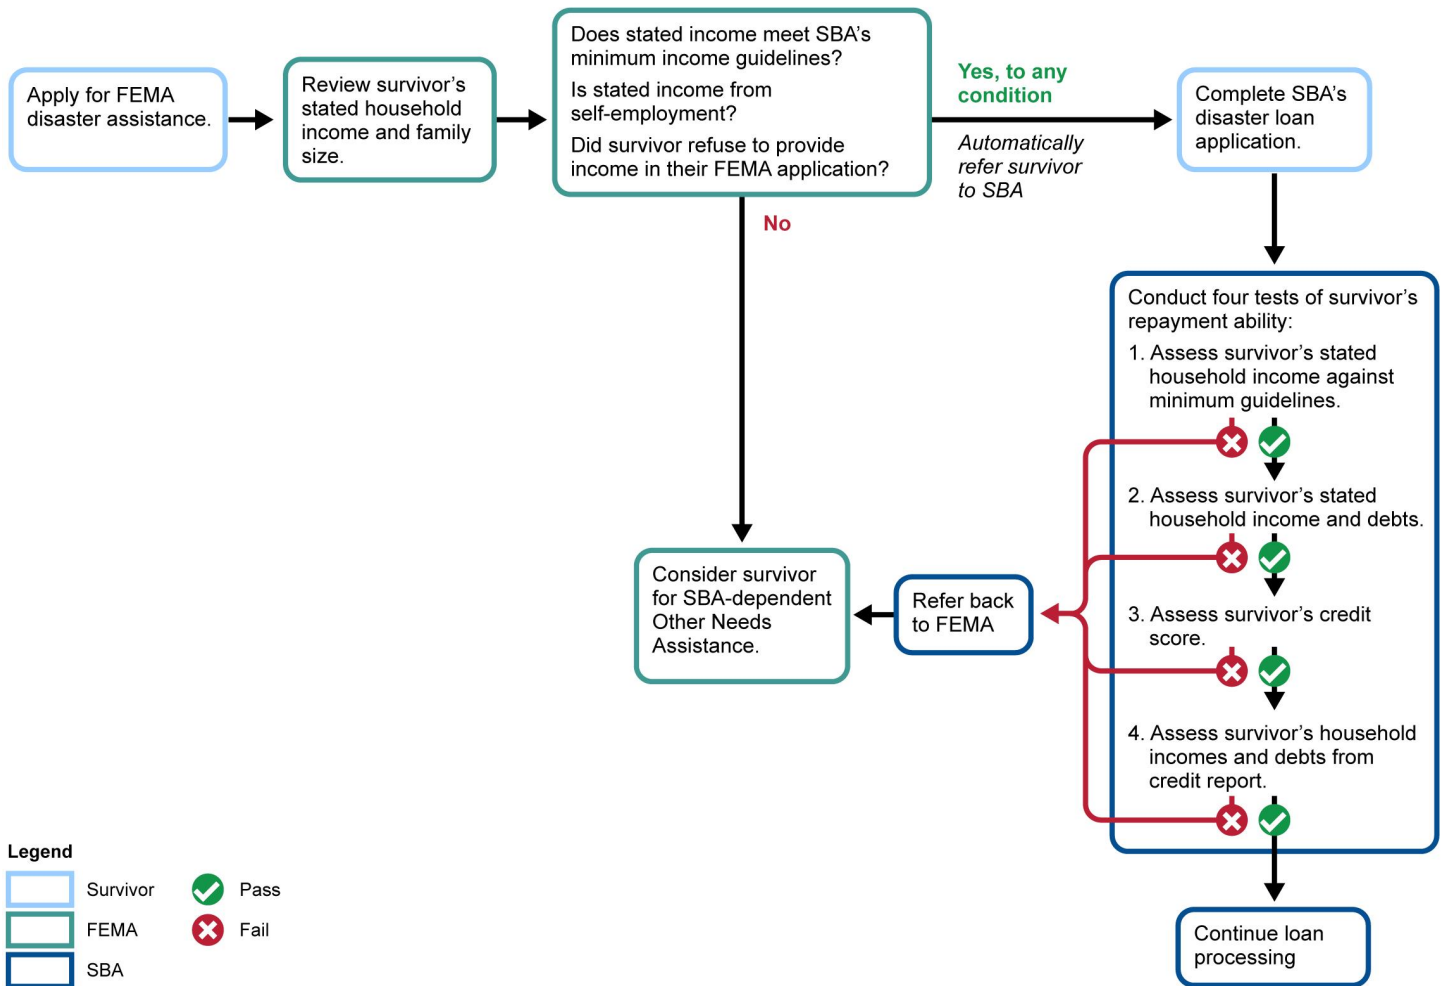 Apply for FEMA
disaster assistance.
Review survivor’s
stated household
income and family
size.
Does stated income meet SBA’s
minimum income guidelines?
Is stated income from
self-employment?
Did survivor refuse to provide
income in their FEMA application?
Yes, to any
condition
Automatically
refer survivor
to SBA
Complete SBA’s
disaster loan
application.
No
Conduct four tests of survivor’s
repayment ability:
1. Assess survivor’s stated
household income against
minimum guidelines.
2. Assess survivor’s stated
household income and debts.
3. Assess survivor’s credit
score.
4. Assess survivor’s household
incomes and debts from
credit report.
Refer back
to FEMA
Consider survivor
for SBA-dependent
Other Needs
Assistance.
Continue loan
processing
Legend
Survivor
FEMA
SBA
Pass
Fail